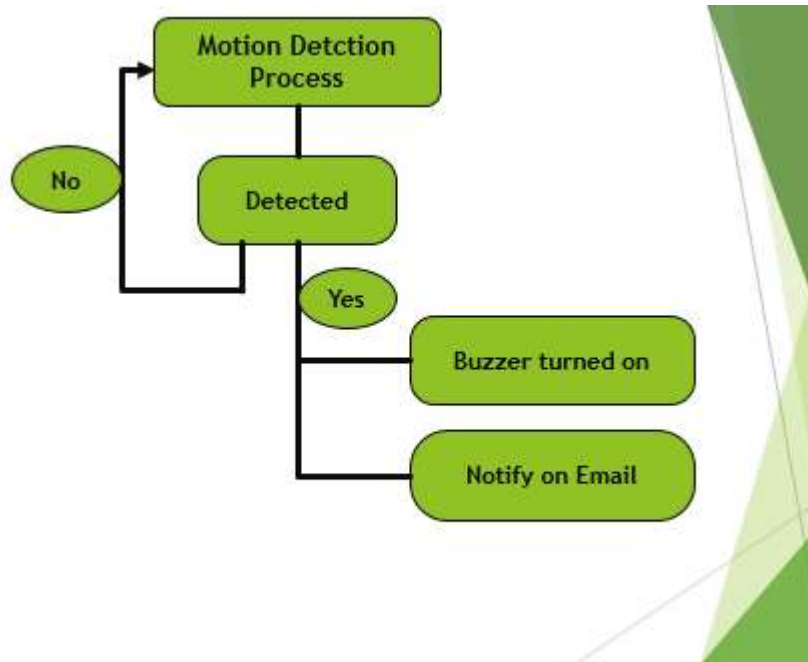 Motion Detction
Process
No
Detected
Yes
Buzzer turned on
Notify on Email